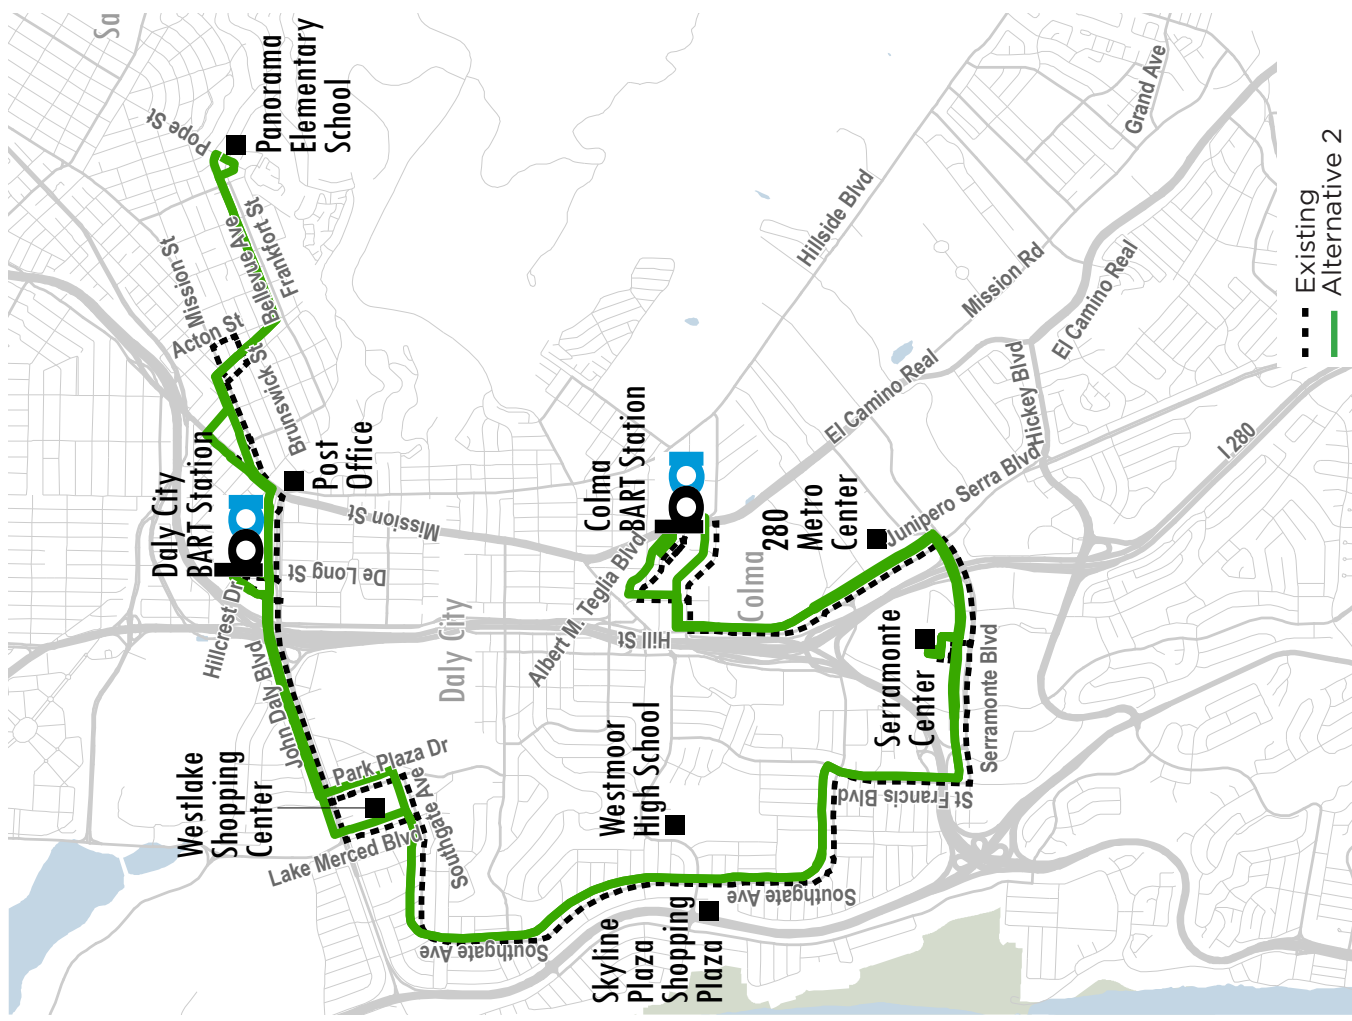 Sa
Pope St
Panorama
Elementary
School
Mission St
Bellevue Ave
Frankfort St
Acton St
Brunswick St
Daly City
BART Station
Post
Office
Hillcrest Dr
De Long St
Mission St
John Daly Blvd
Daly City
Westlake
Shopping
Center
Park Plaza Dr
Lake Merced Blvd
Southgate Ave
Southgate Ave
Southgate Ave
Skyline
Plaza
Shopping
Plaza
Westmoor
High School
Colma
BART Station
Albert M. Teglia Blvd
Hill St
Colma
280
Metro
Center
Junipero Serra Blvd
Serramonte
Center
Serramonte Blvd
St Francis Blvd
Hillside Blvd
Mission Rd
El Camino Real
El Camino Real
Hickey Blvd
Grand Ave
I 280
Existing
Alternative 2